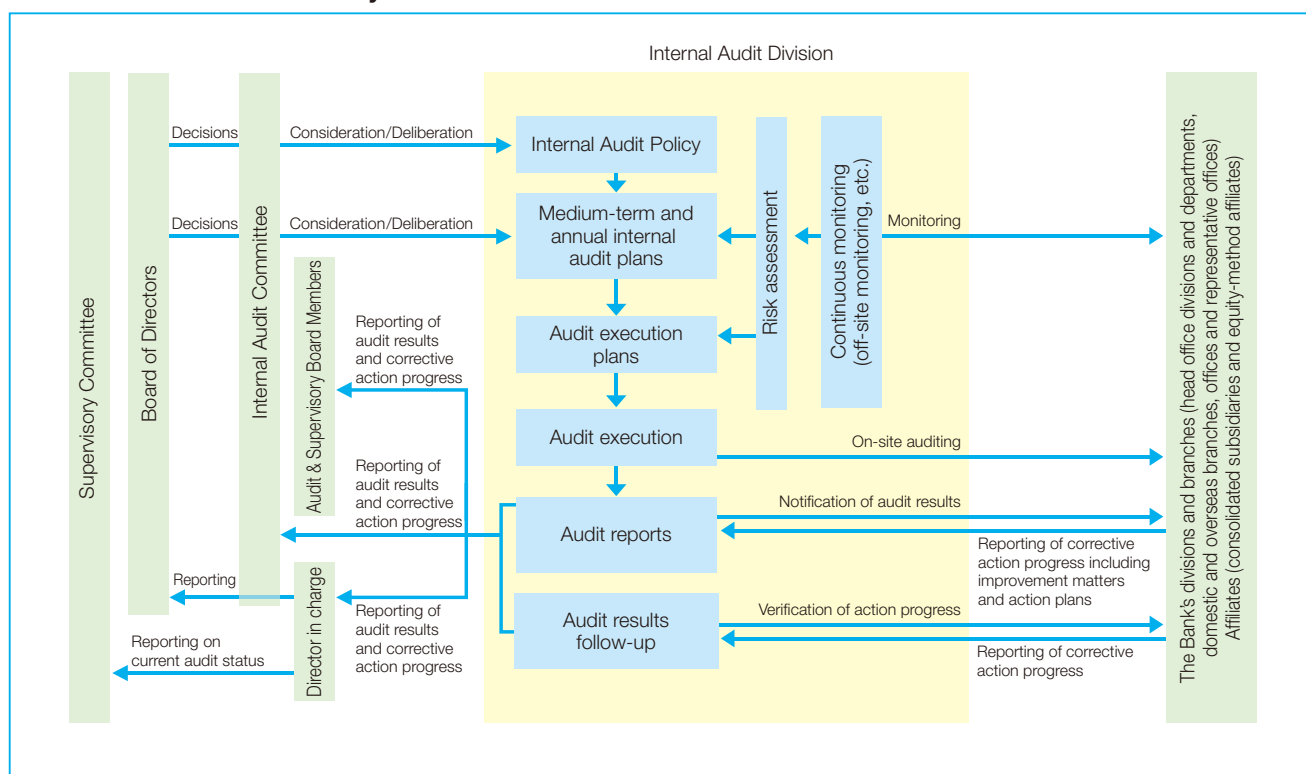 Internal Audit Division
Supervisory Committee
Board of Directors
Internal Audit Committee
Decisions
Consideration/Deliberation
Internal Audit Policy
Decisions
Consideration/Deliberation
Medium-term and
annual internal
audit plans
Risk assessment
Continuous monitoring
(off-site monitoring, etc.)
Monitoring
Audit & Supervisory Board Members
Reporting of
audit results
and corrective
action progress
Audit execution
plans
Audit execution
On-site auditing
Reporting of
audit results
and corrective
action progress
Audit reports
Notification of audit results
Reporting of corrective
action progress including
improvement matters
and action plans
Reporting
Director in charge
Reporting of
audit results
and corrective
action progress
Audit results
follow-up
Verification of action progress
Reporting of corrective
action progress
Reporting on
current audit status
The Bank's divisions and branches (head office divisions and departments,
domestic and overseas branches, offices and representative offices)
Affiliates (consolidated subsidiaries and equity-method affiliates)